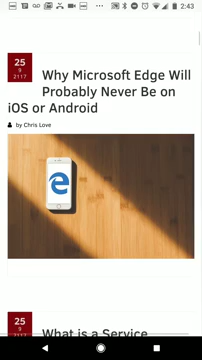 2:43
25
9
2117
Why Microsoft Edge Will
Probably Never Be on
iOS or Android
by Chris Love
25
9
2117
What is a Service